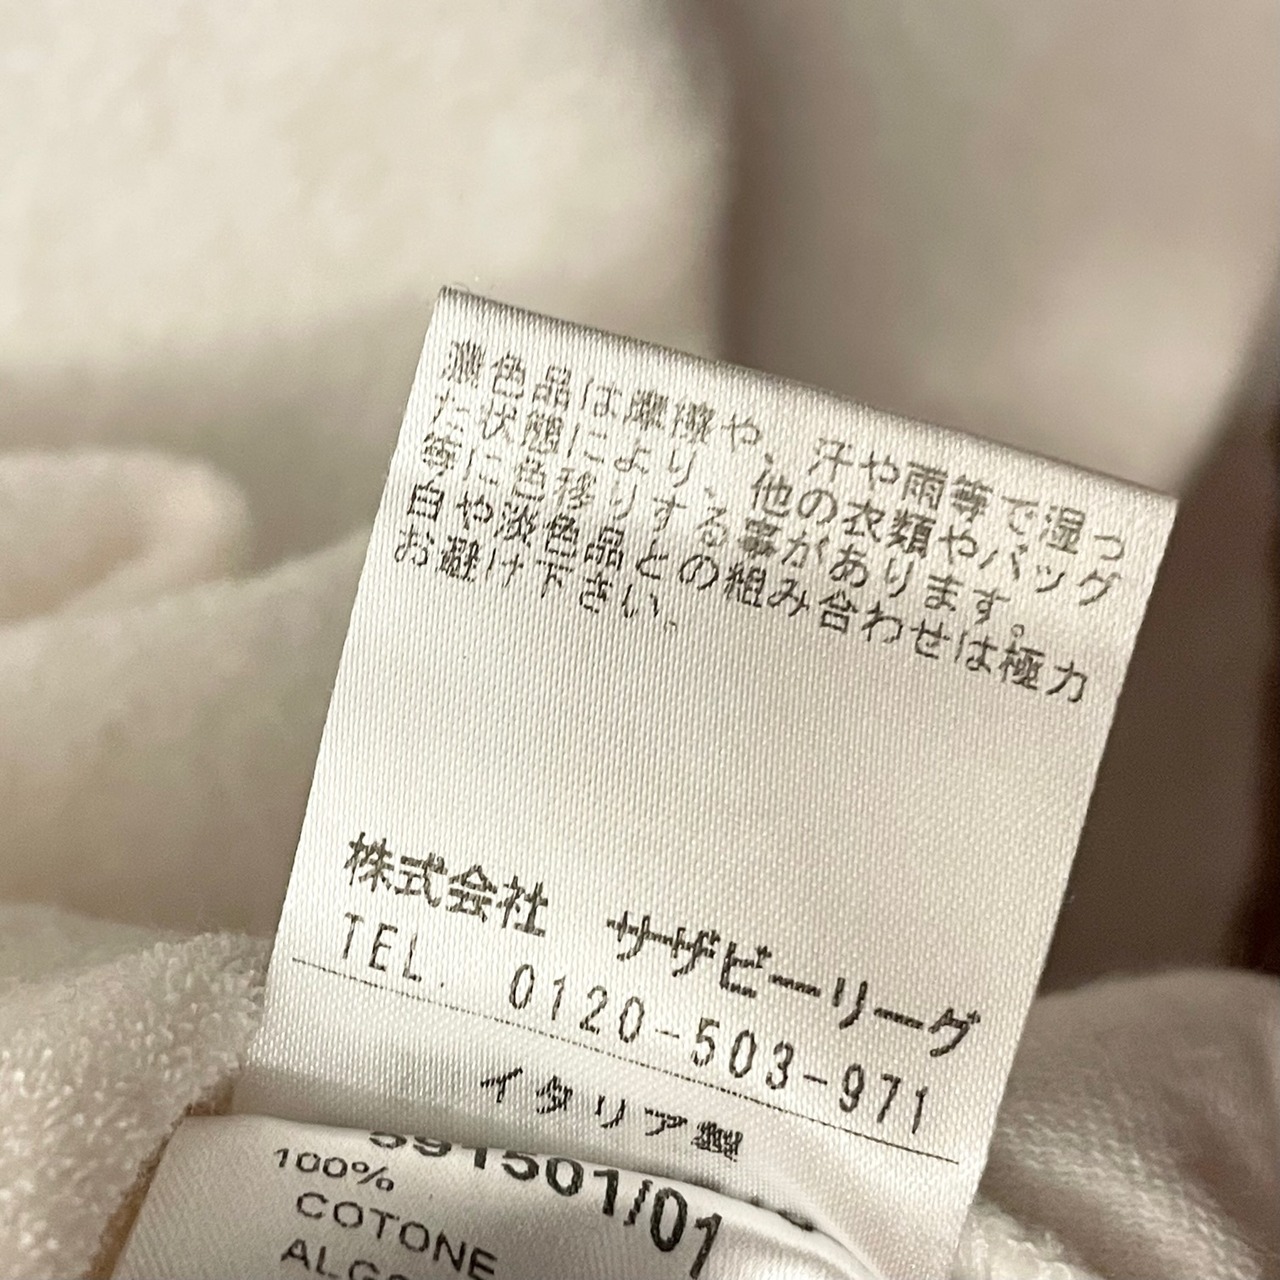 濃色品は摩擦や、汗や雨等で湿っ
た状態により、他の衣類やバッグ
等に色移りする事があります。
白や淡色品との組み合わせは極力
お避け下さい。
株式会社 サザビーリーグ
TEL. 0120-503-971
イタリア製
591501/01
100%
COTONE